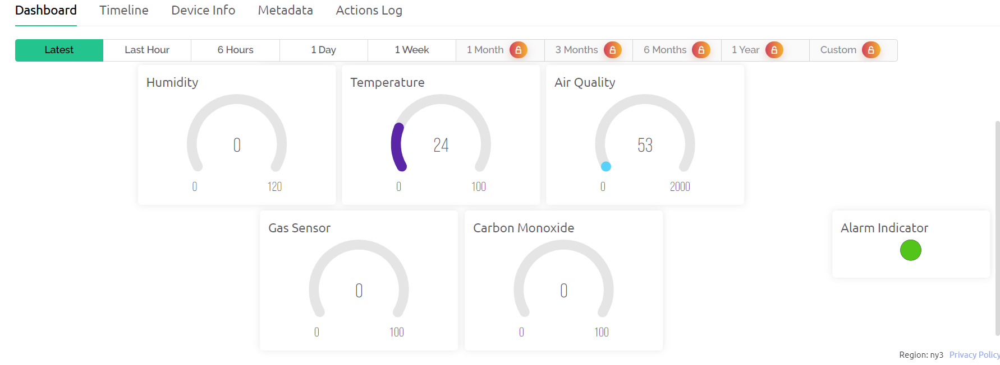 Dashboard Timeline Device Info Metadata Actions Log
Latest Last Hour 6 Hours 1 Day 1 Week 1 Month 3 Months 6 Months 1 Year Custom
Humidity
0
0 120
Temperature
24
0 100
Air Quality
53
0 2000
Gas Sensor
0
0 100
Carbon Monoxide
0
0 100
Alarm Indicator
Region: ny3 Privacy Policy